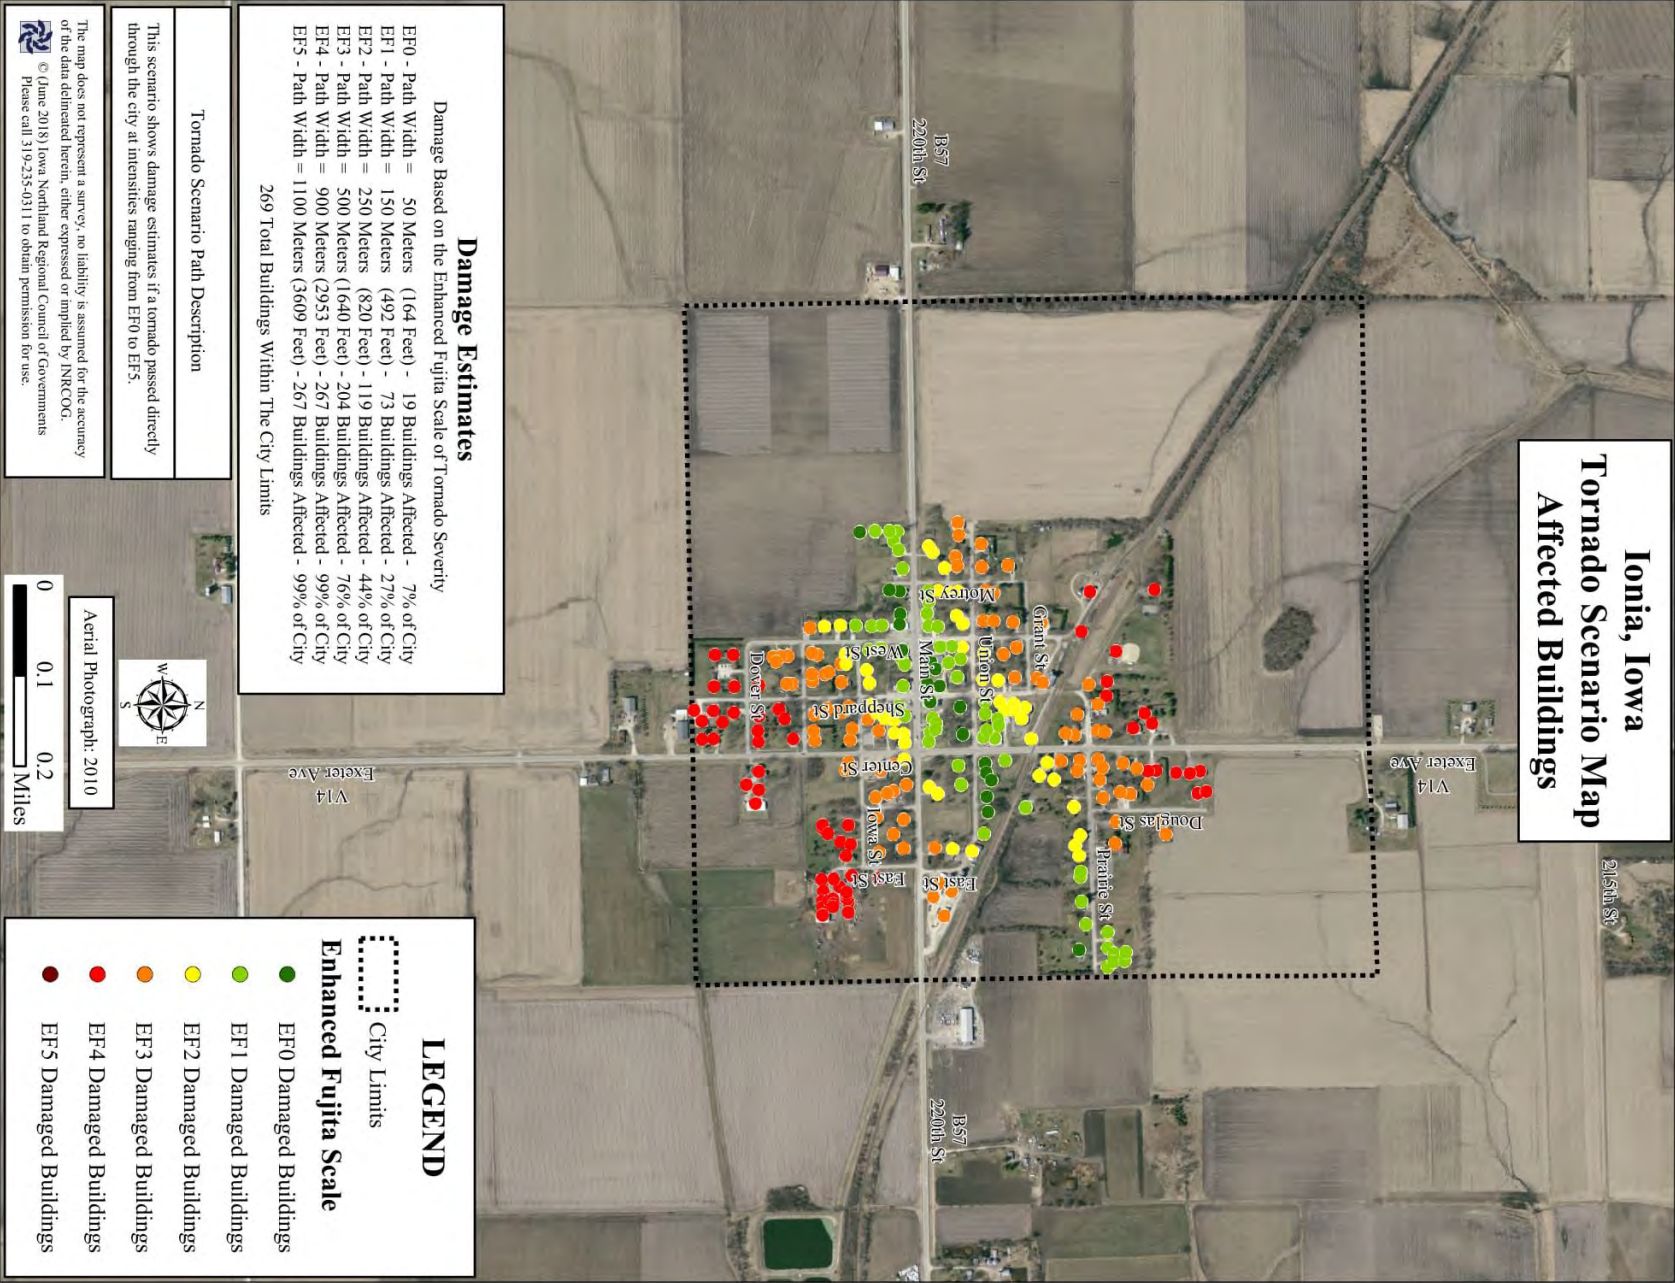 Ionia, Iowa
Tornado Scenario Map
Affected Buildings
215th St
B57
220th St
Exeter Ave
V14
Motrey St
Grant St
Union St
Main St
West St
Dover St
Sheppard St
Center St
Iowa St
East St
East St
Douglas St
Prairie St
Exeter Ave
V14
B57
220th St
Damage Estimates
Damage Based on the Enhanced Fujita Scale of Tornado Severity
EF0 - Path Width = 50 Meters (164 Feet) - 19 Buildings Affected - 7% of City
EF1 - Path Width = 150 Meters (492 Feet) - 73 Buildings Affected - 27% of City
EF2 - Path Width = 250 Meters (820 Feet) - 119 Buildings Affected - 44% of City
EF3 - Path Width = 500 Meters (1640 Feet) - 204 Buildings Affected - 76% of City
EF4 - Path Width = 900 Meters (2953 Feet) - 267 Buildings Affected - 99% of City
EF5 - Path Width = 1100 Meters (3609 Feet) - 267 Buildings Affected - 99% of City
269 Total Buildings Within The City Limits
Tornado Scenario Path Description
This scenario shows damage estimates if a tornado passed directly
through the city at intensities ranging from EF0 to EF5.
The map does not represent a survey, no liability is assumed for the accuracy
of the data delineated herein, either expressed or implied by INRCOG.
© (June 2018) Iowa Northland Regional Council of Governments
Please call 319-235-0311 to obtain permission for use.
N
W
E
S
Aerial Photograph: 2010
0 0.1 0.2
Miles
LEGEND
City Limits
Enhanced Fujita Scale
EF0 Damaged Buildings
EF1 Damaged Buildings
EF2 Damaged Buildings
EF3 Damaged Buildings
EF4 Damaged Buildings
EF5 Damaged Buildings